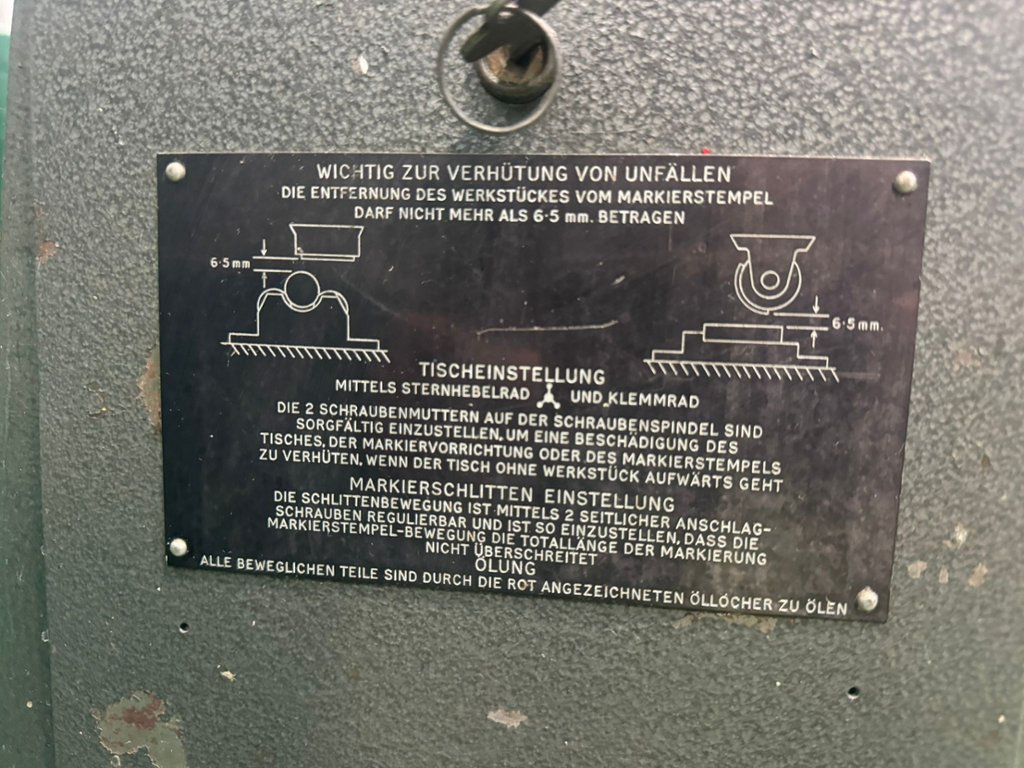 WICHTIG ZUR VERHÜTUNG VON UNFÄLLEN
DIE ENTFERNUNG DES WERKSTÜCKES VOM MARKIERSTEMPEL
DARF NICHT MEHR ALS 6·5 mm. BETRAGEN
6·5mm
6·5mm.
TISCHEINSTELLUNG
MITTELS STERNHEBELRAD UND KLEMMRAD
DIE 2 SCHRAUBENMUTTERN AUF DER SCHRAUBENSPINDEL SIND
SORGFÄLTIG EINZUSTELLEN, UM EINE BESCHÄDIGUNG DES
TISCHES, DER MARKIERVORRICHTUNG ODER DES MARKIERSTEMPELS
ZU VERHÜTEN, WENN DER TISCH OHNE WERKSTÜCK AUFWÄRTS GEHT
MARKIERSCHLITTEN EINSTELLUNG
DIE SCHLITTENBEWEGUNG IST MITTELS 2 SEITLICHER ANSCHLAG-
SCHRAUBEN REGULIERBAR UND IST SO EINZUSTELLEN, DASS DIE
MARKIERSTEMPEL-BEWEGUNG DIE TOTALLÄNGE DER MARKIERUNG
NICHT ÜBERSCHREITET
ÖLUNG
ALLE BEWEGLICHEN TEILE SIND DURCH DIE ROT ANGEZEICHNETEN ÖLLÖCHER ZU ÖLEN